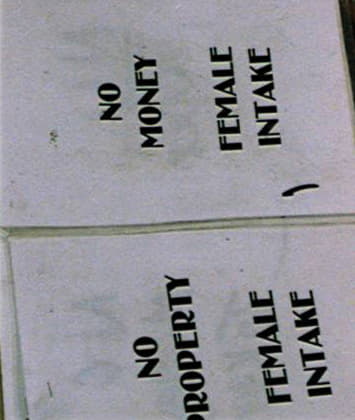 NO
MONEY
FEMALE
INTAKE
NO
PROPERTY
FEMALE
INTAKE